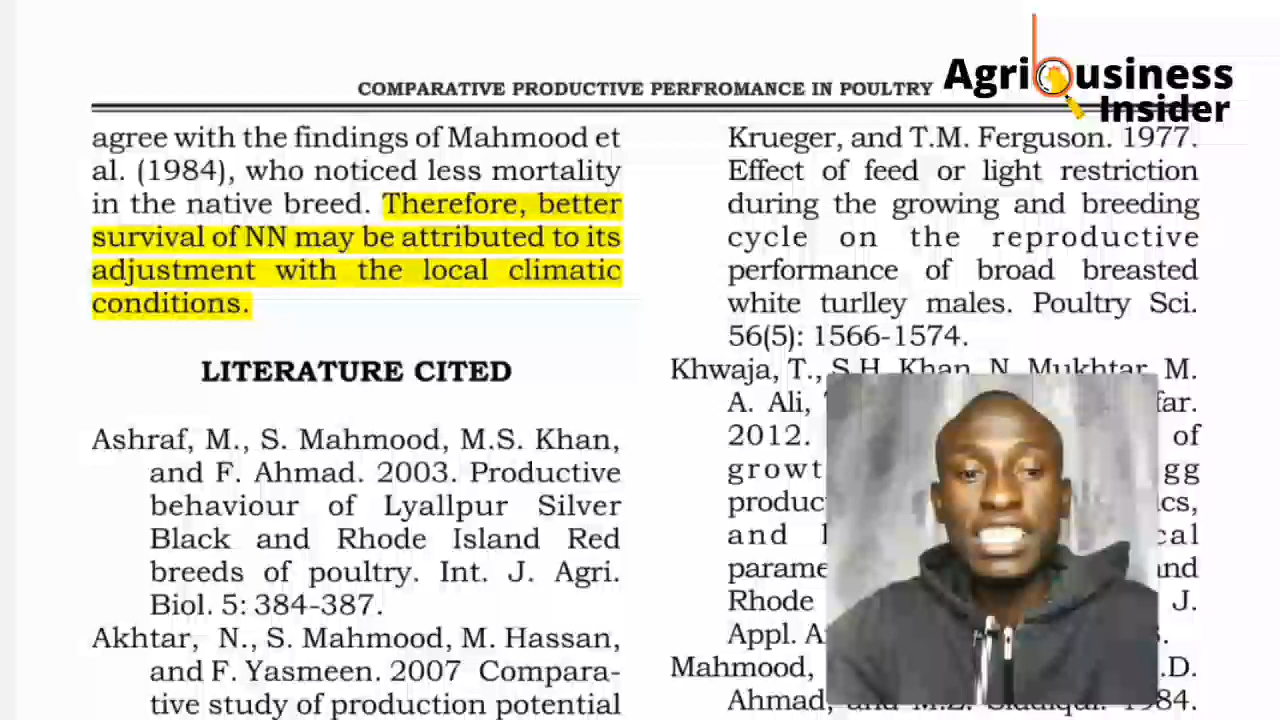 Agribusiness
Insider
COMPARATIVE PRODUCTIVE PERFROMANCE IN POULTRY
agree with the findings of Mahmood et
al. (1984), who noticed less mortality
in the native breed. Therefore, better
survival of NN may be attributed to its
adjustment with the local climatic
conditions.
LITERATURE CITED
Ashraf, M., S. Mahmood, M.S. Khan,
and F. Ahmad. 2003. Productive
behaviour of Lyallpur Silver
Black and Rhode Island Red
breeds of poultry. Int. J. Agri.
Biol. 5: 384-387.
Akhtar, N., S. Mahmood, M. Hassan,
and F. Yasmeen. 2007 Compara-
tive study of production potential
Krueger, and T.M. Ferguson. 1977.
Effect of feed or light restriction
during the growing and breeding
cycle on the reproductive
performance of broad breasted
white turlley males. Poultry Sci.
56(5): 1566-1574.
Khwaja, T., S.H. Khan, N. Mukhtar, M.
A. Ali,
2012. of
and
Rhode J.
Appl.
Mahmood,
Ahmad, and M.Z. Siddiqui. 1984.